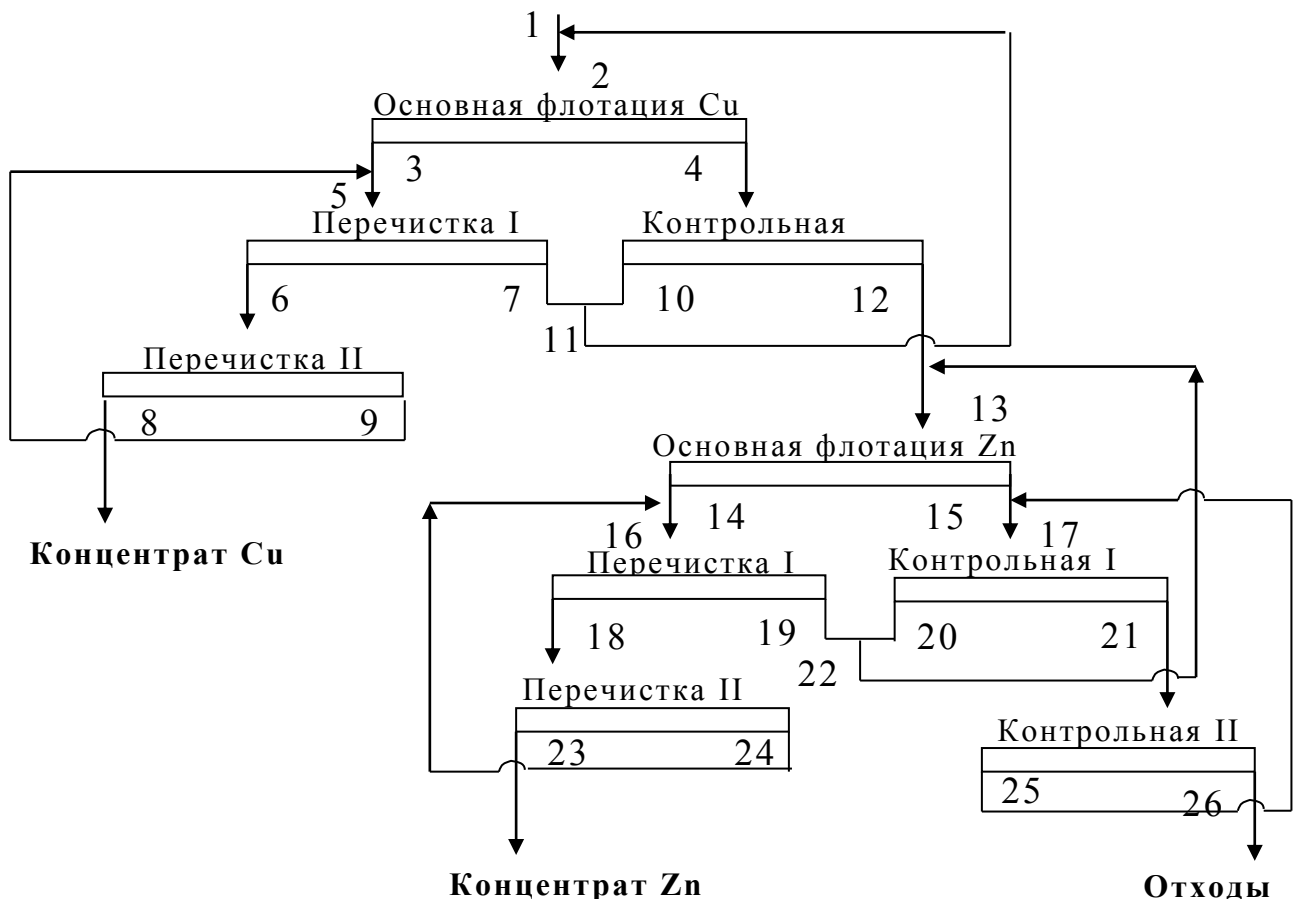 1
2
Основная флотация Cu
3 4
5
Перечистка I Контрольная
6 7 10 12
11
Перечистка II
8 9
13
Основная флотация Zn
14 15
16 17
Перечистка I Контрольная I
18 19 20 21
22
Перечистка II
Контрольная II
23 24
25 26
Концентрат Cu
Концентрат Zn
Отходы